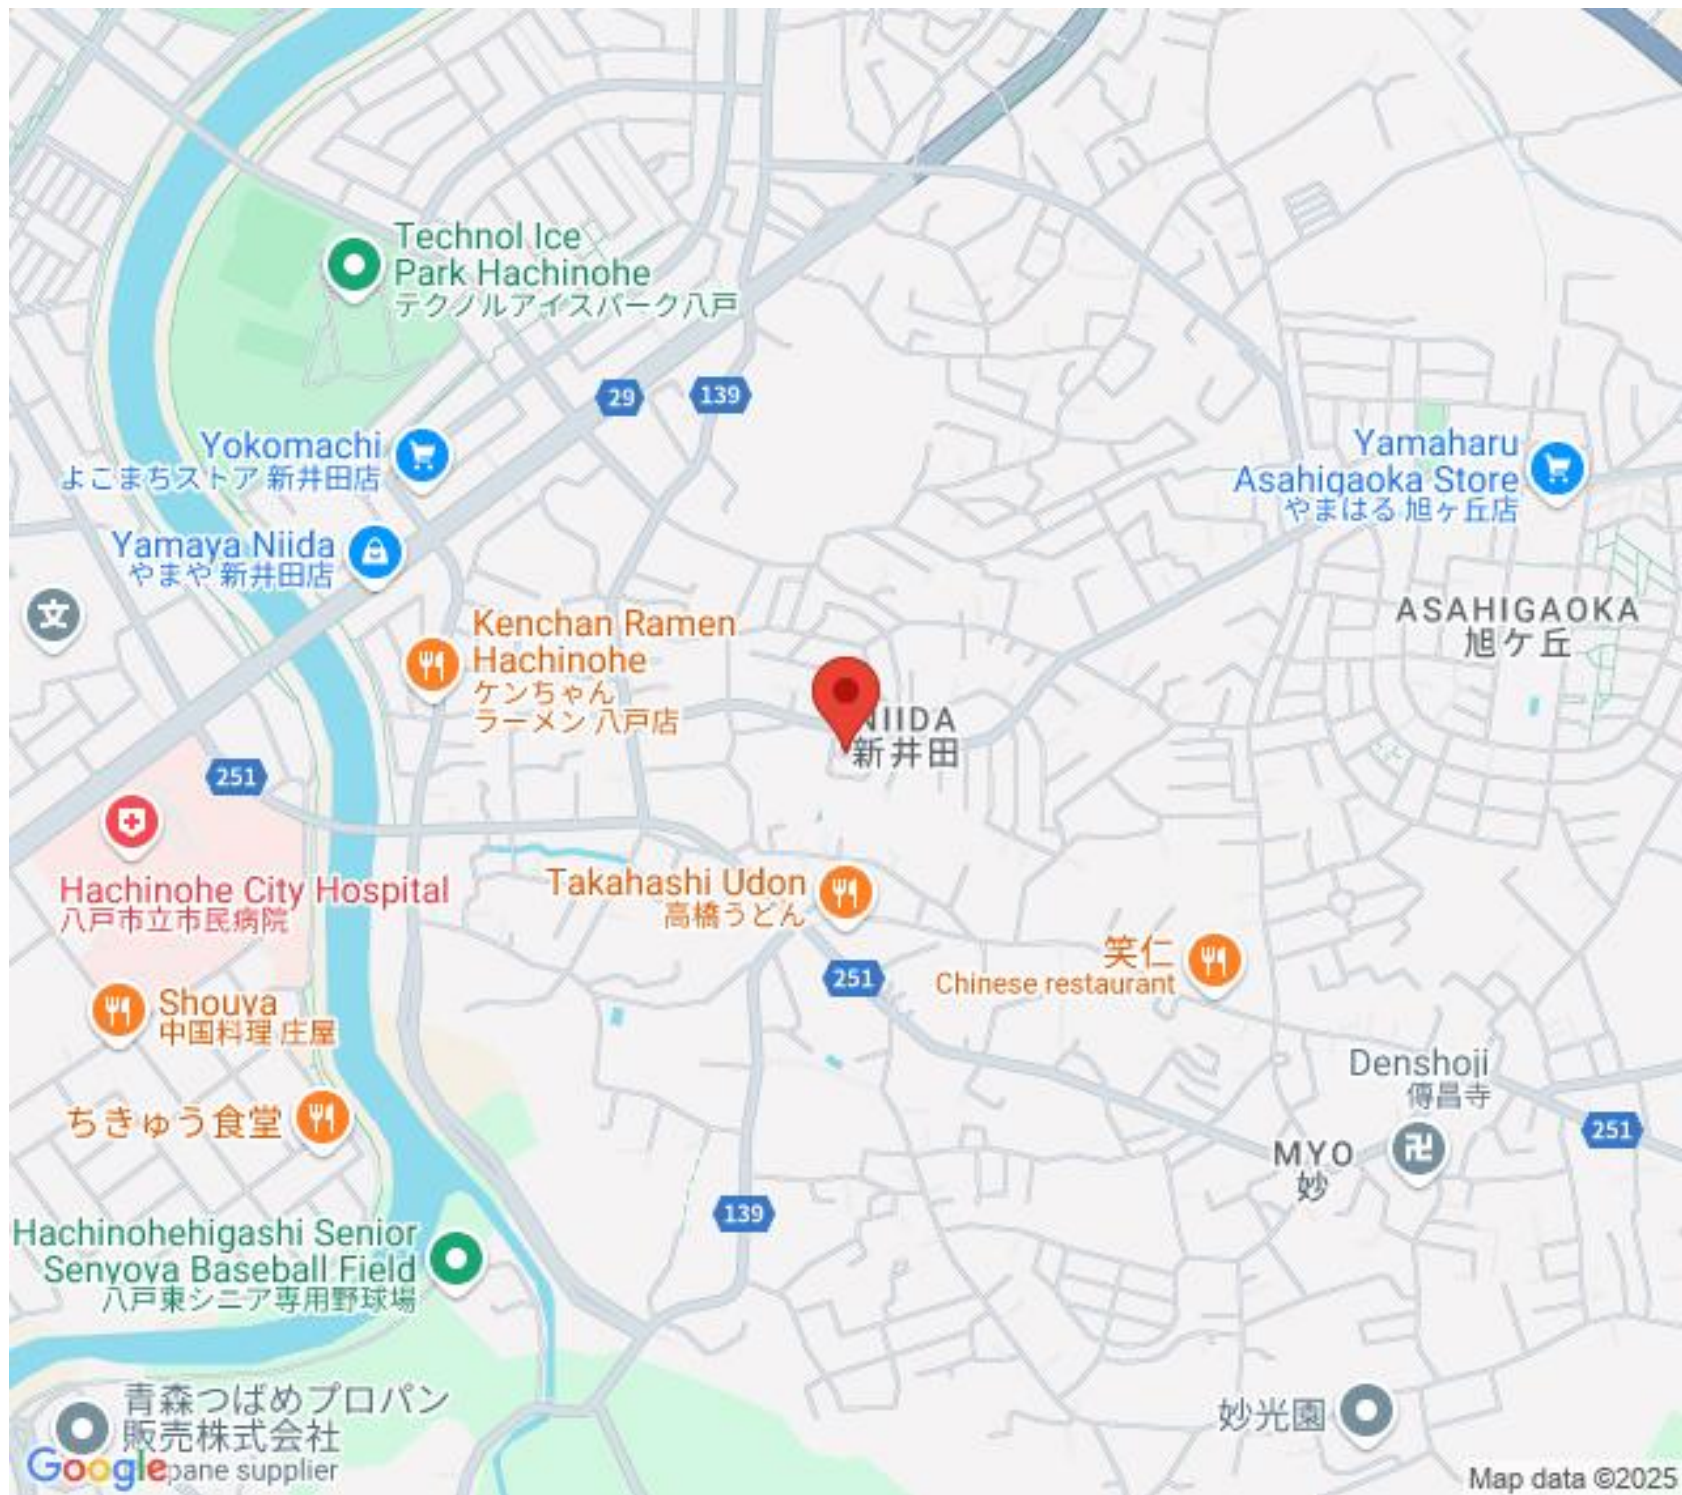 Technol Ice
Park Hachinohe
テクノルアイスパーク八戸
29
139
Yokomachi
よこまちストア 新井田店
Yamaharu
Asahigaoka Store
やまはる 旭ヶ丘店
Yamaya Niida
やまや 新井田店
文
ASAHIGAOKA
旭ケ丘
Kenchan Ramen
Hachinohe
ケンちゃん
ラーメン 八戸店
NIIDA
新井田
251
Hachinohe City Hospital
八戸市立市民病院
Takahashi Udon
高橋うどん
251
笑仁
Chinese restaurant
Shouya
中国料理 庄屋
Denshoji
傳昌寺
ちきゅう食堂
251
MYO
妙
139
Hachinohehigashi Senior
Senyova Baseball Field
八戸東シニア専用野球場
青森つばめプロパン
販売株式会社
pane supplier
妙光園
Google
Map data ©2025